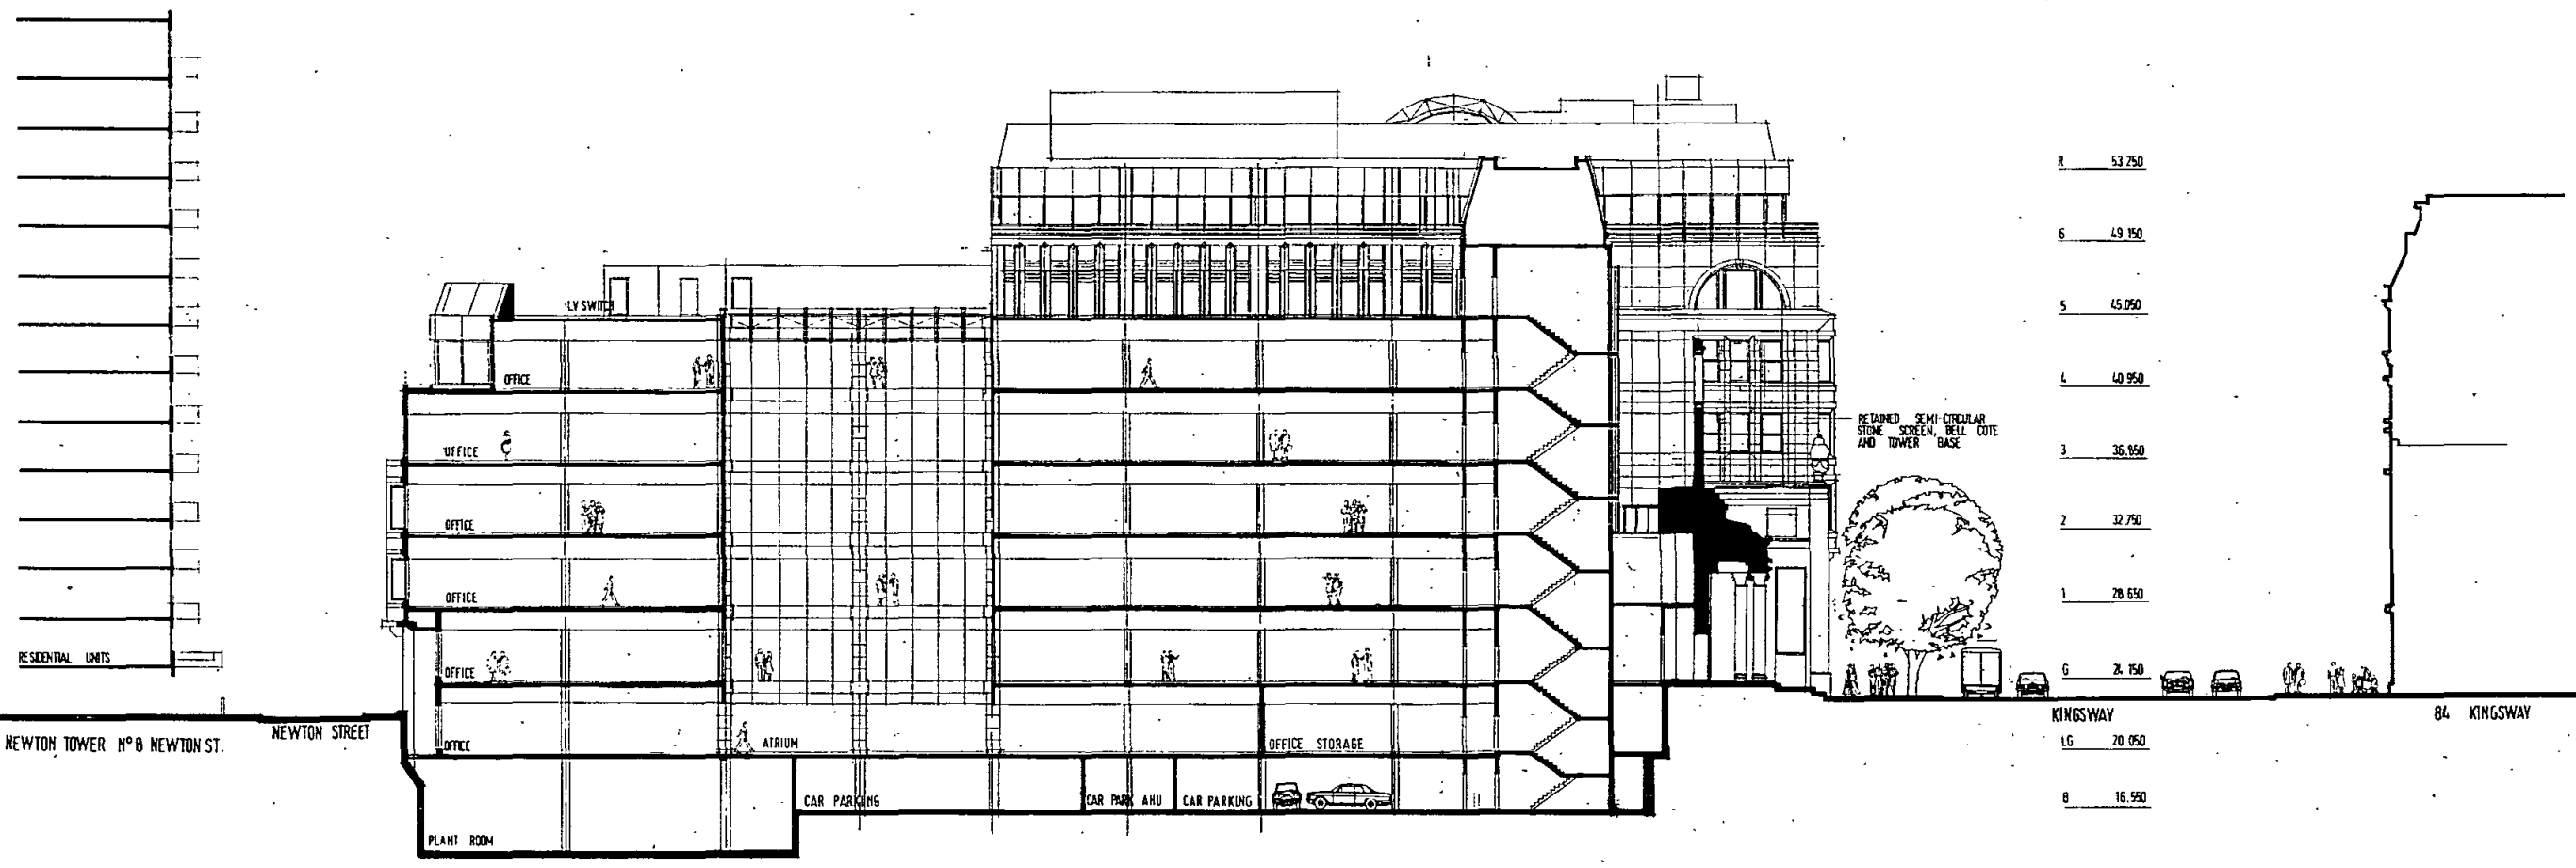 R 53 250
6 49 150
LV SWITCH
5 45.050
OFFICE
4 40 950
RETAINED SEMI-CIRCULAR
STONE SCREEN, BELL COTE
AND TOWER BASE
OFFICE
3 36.850
OFFICE
2 32.750
OFFICE
1 28 650
RESIDENTIAL UNITS
OFFICE
G 24 150
KINGSWAY
84 KINGSWAY
NEWTON STREET
NEWTON TOWER Nº 8 NEWTON ST.
OFFICE
ATRIUM
OFFICE STORAGE
LG 20 050
CAR PARKING
CAR PARK AHU
CAR PARKING
B 16.550
PLANT ROOM